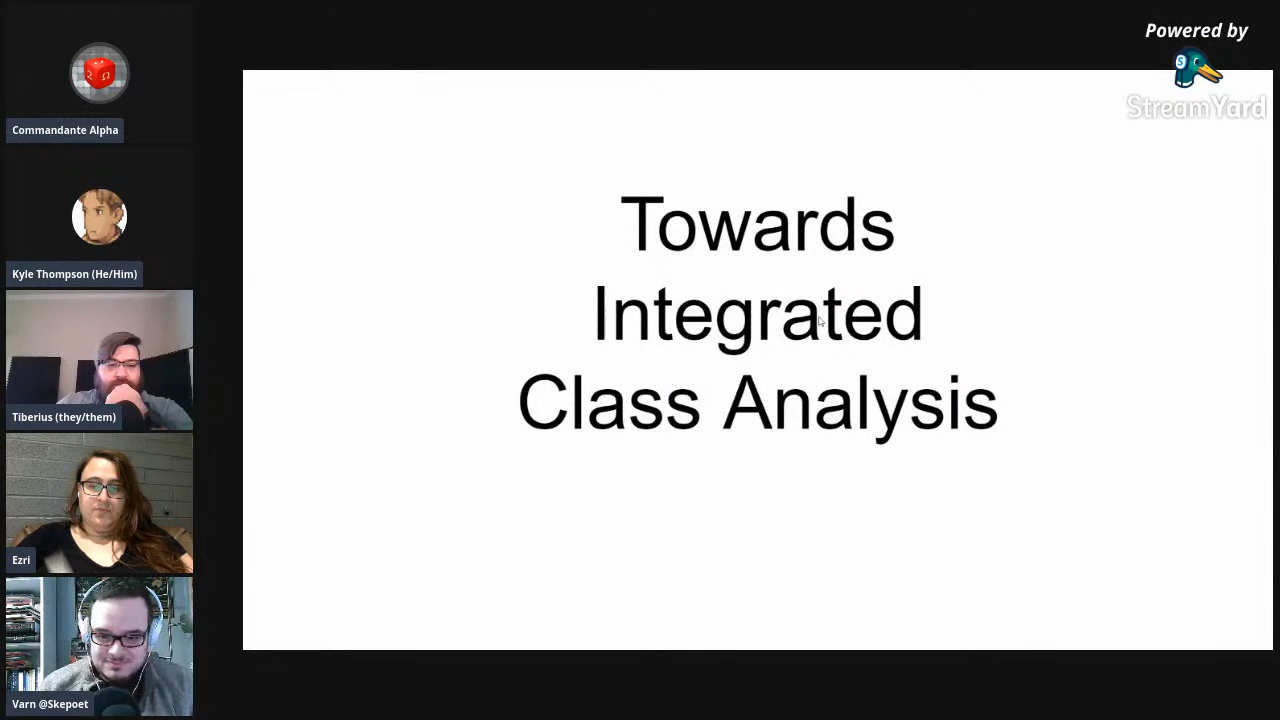 Powered by
StreamYard
Commandante Alpha
Kyle Thompson (He/Him)
Tiberius (they/them)
Ezri
Varn @Skepoet
Towards
Integrated
Class Analysis